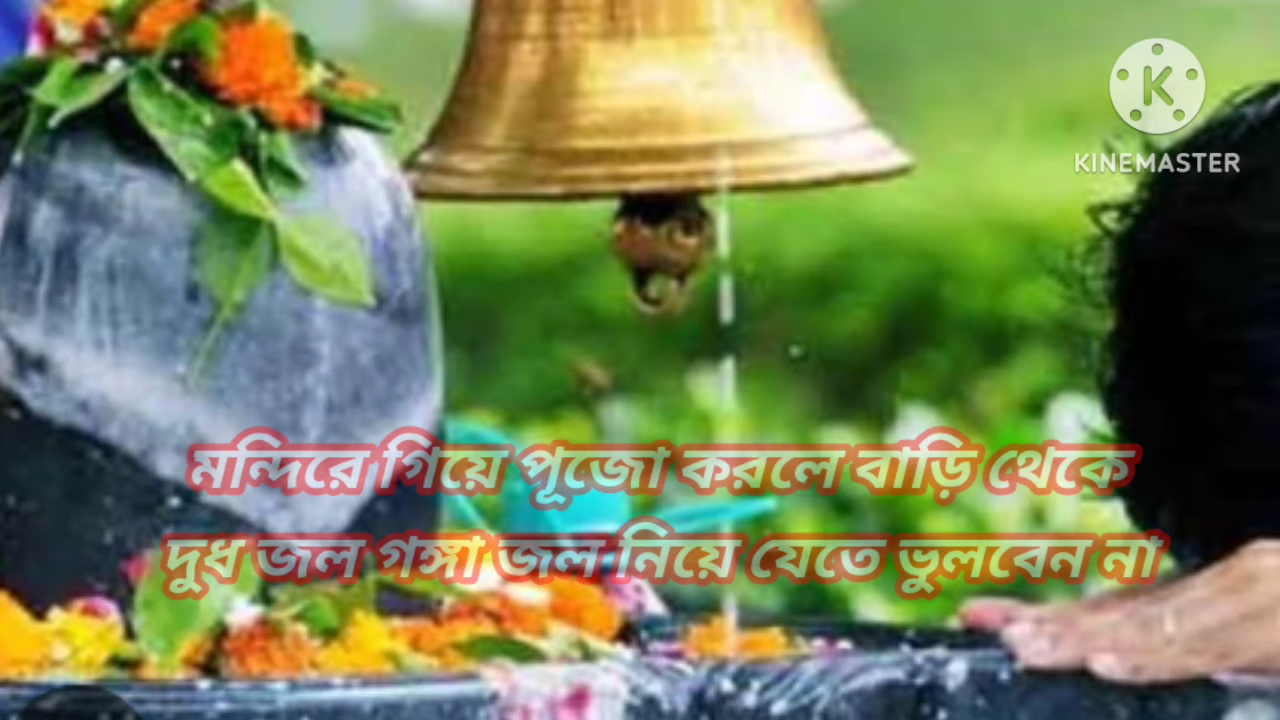 KINEMASTER
মন্দিরে গিয়ে পূজো করলে বাড়ি থেকে
দুধ জল গঙ্গা জল নিয়ে যেতে ভুলবেন না